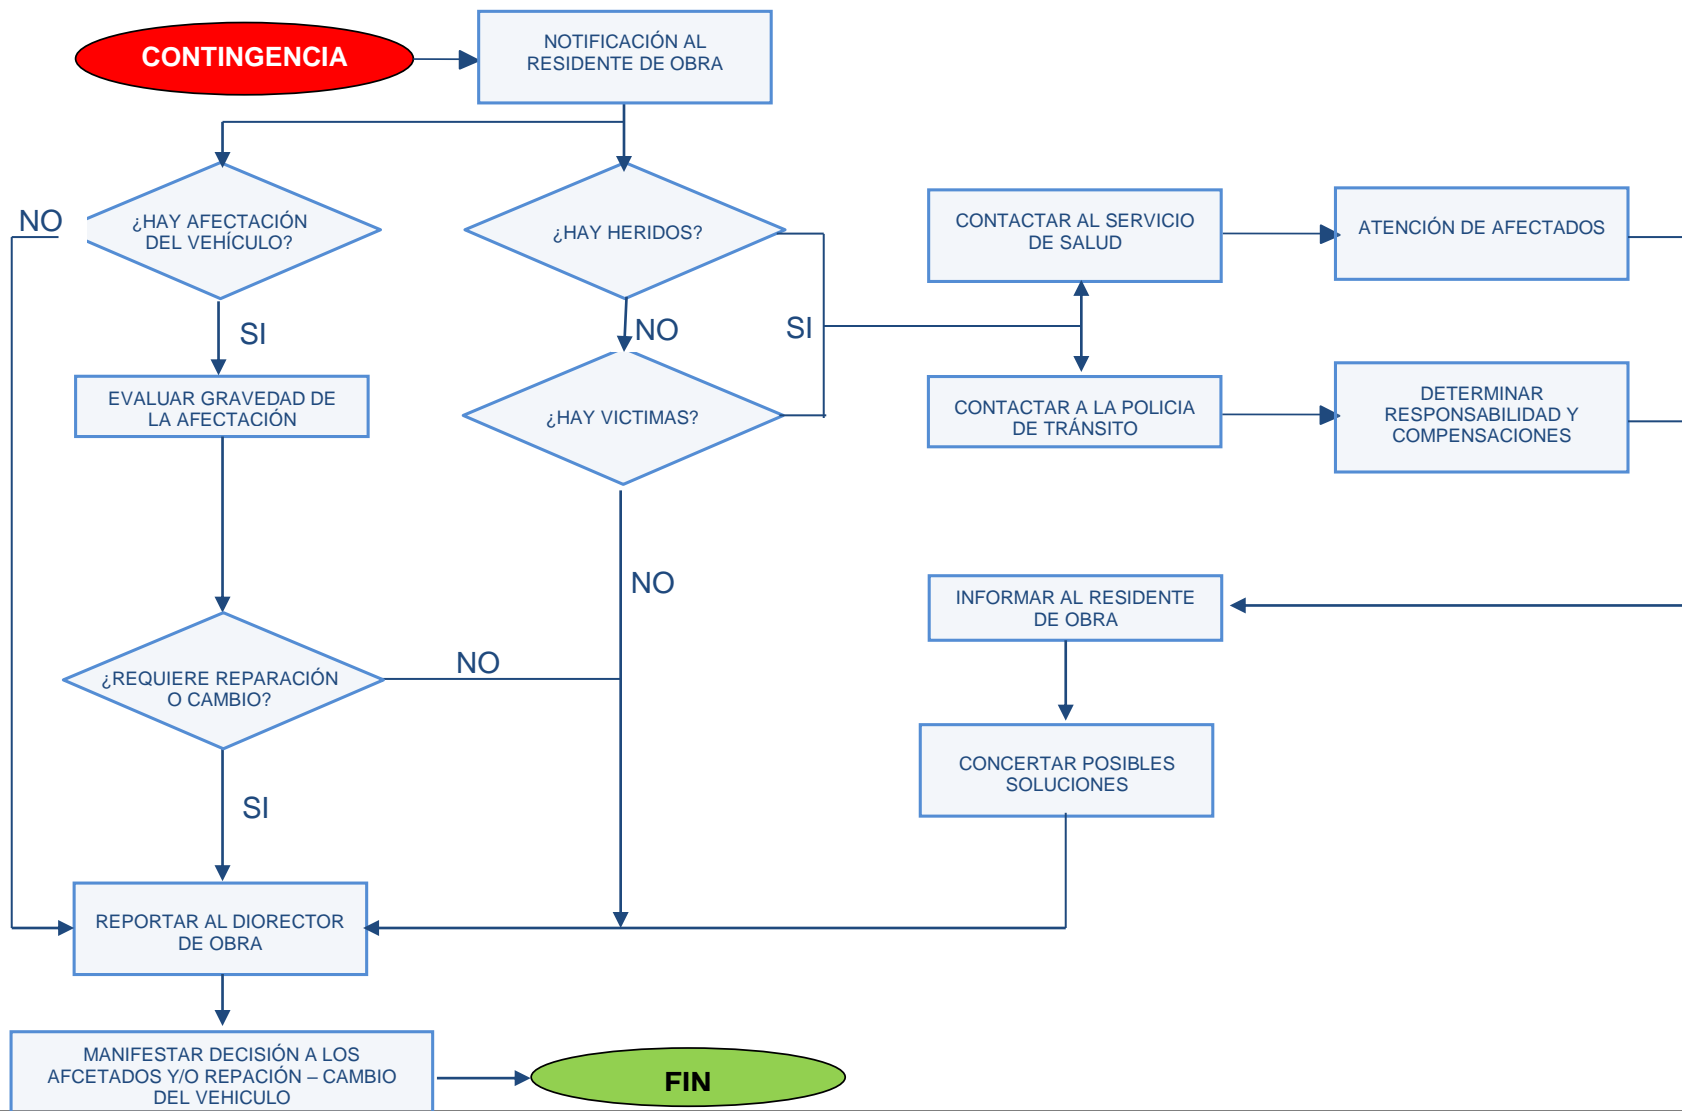 CONTINGENCIA
NOTIFICACIÓN AL
RESIDENTE DE OBRA
NO
¿HAY AFECTACIÓN
DEL VEHÍCULO?
¿HAY HERIDOS?
CONTACTAR AL SERVICIO
DE SALUD
ATENCIÓN DE AFECTADOS
SI
NO
SI
EVALUAR GRAVEDAD DE
LA AFECTACIÓN
¿HAY VICTIMAS?
CONTACTAR A LA POLICIA
DE TRÁNSITO
DETERMINAR
RESPONSABILIDAD Y
COMPENSACIONES
NO
INFORMAR AL RESIDENTE
DE OBRA
¿REQUIERE REPARACIÓN
O CAMBIO?
NO
CONCERTAR POSIBLES
SOLUCIONES
SI
REPORTAR AL DIORECTOR
DE OBRA
MANIFESTAR DECISIÓN A LOS
AFCETADOS Y/O REPACIÓN – CAMBIO
DEL VEHICULO
FIN